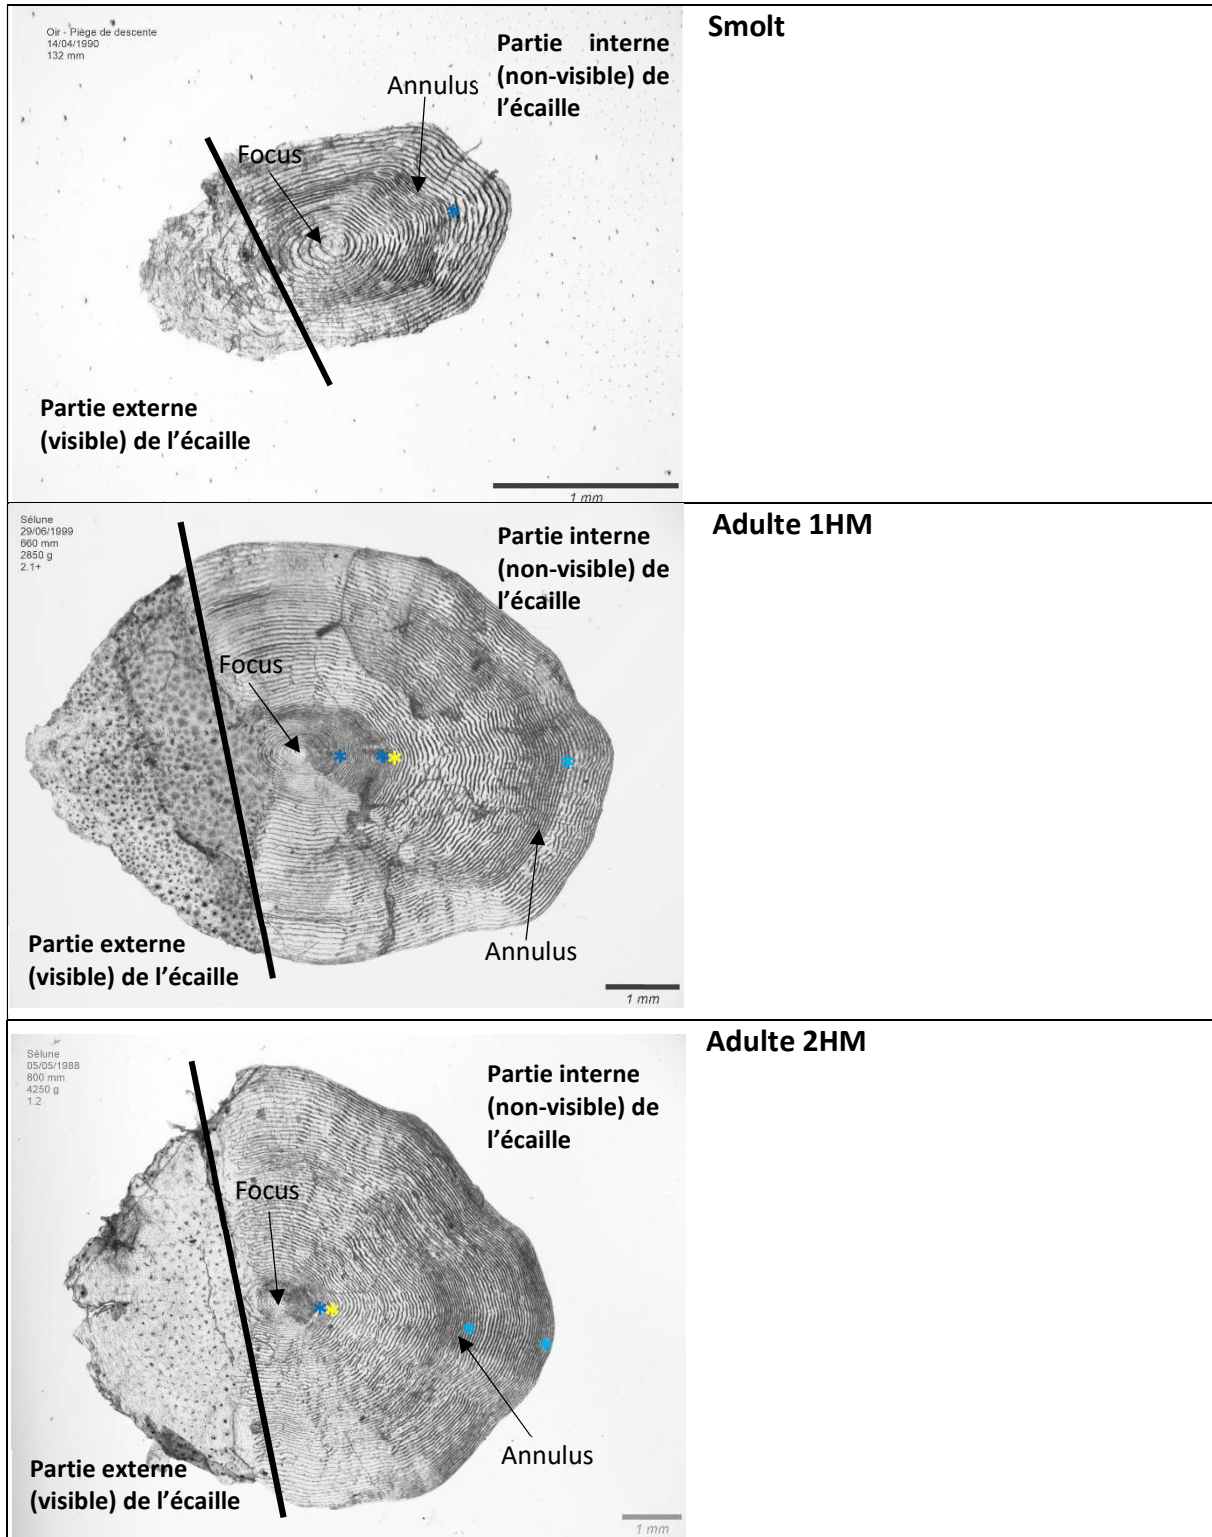 Oir - Piège de descente
14/04/1990
132 mm
Partie interne
(non-visible) de
l'écaille
Annulus
Focus
Partie externe
(visible) de l'écaille
1 mm
Smolt
Sélune
29/06/1999
660 mm
2850 g
2.1+
Partie interne
(non-visible) de
l'écaille
Focus
Partie externe
(visible) de l'écaille
Annulus
1 mm
Adulte 1HM
Sélune
05/05/1988
800 mm
4250 g
1.2
Partie interne
(non-visible) de
l'écaille
Focus
Annulus
Partie externe
(visible) de l'écaille
1 mm
Adulte 2HM